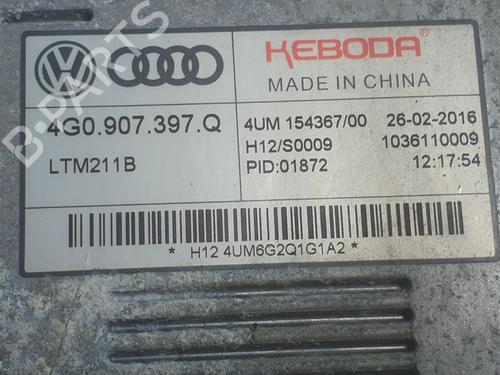 KEBODA
MADE IN CHINA
4G0.907.397.Q
4UM 154367/00 26-02-2016
LTM211B
H12/S0009 1036110009
PID:01872 12:17:54
* H12 4UM6G2Q1G1A2 *